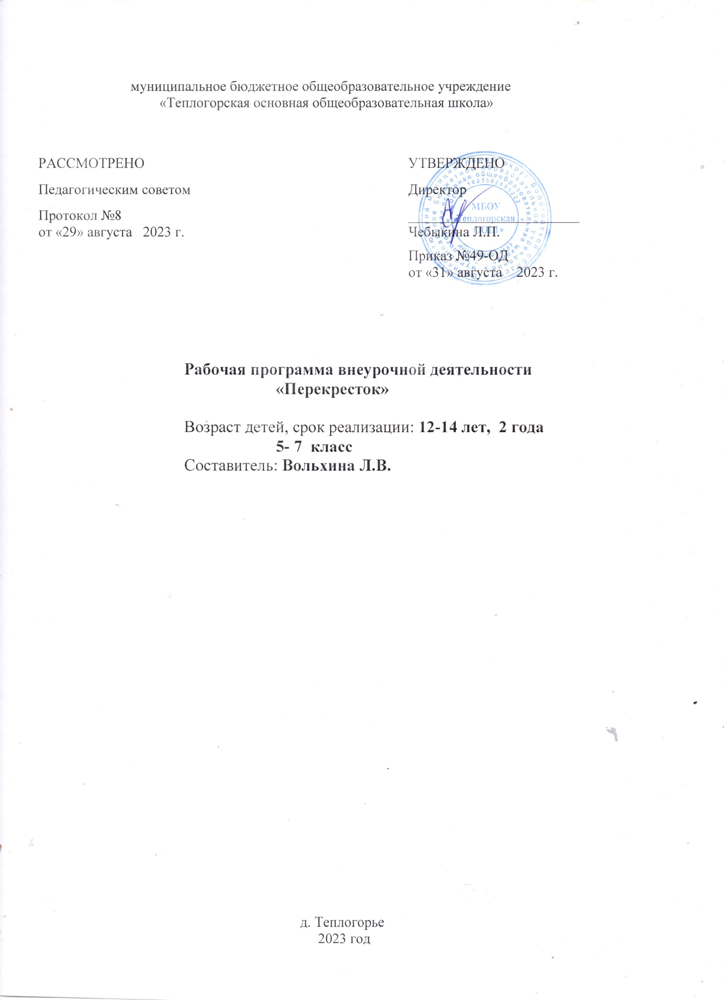 муниципальное бюджетное общеобразовательное учреждение
«Теплогорская основная общеобразовательная школа»
РАССМОТРЕНО
Педагогическим советом
Протокол №8
от «29» августа 2023 г.
УТВЕРЖДЕНО
Директор
Чебыкина Л.П.
Приказ №49-ОД
от «31» августа 2023 г.
МБОУ
«Теплогорская
ООШ»
ОГРН 1023502691222
Рабочая программа внеурочной деятельности
«Перекресток»
Возраст детей, срок реализации: 12-14 лет, 2 года
5- 7 класс
Составитель: Вольхина Л.В.
д. Теплогорье
2023 год